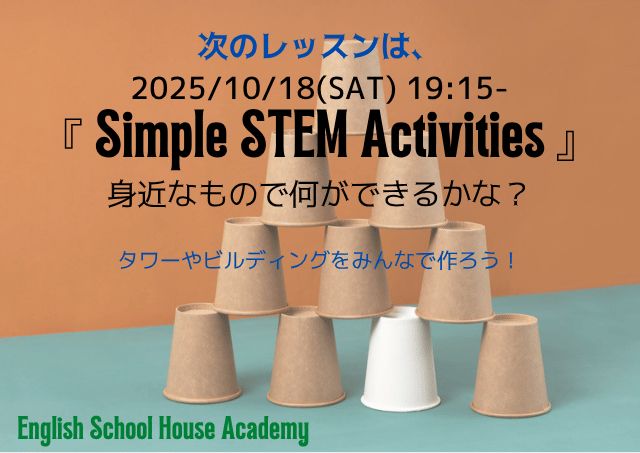 次のレッスンは、
2025/10/18(SAT) 19:15-
『 Simple STEM Activities 』
身近なもので何ができるかな？
タワーやビルディングをみんなで作ろう！
English School House Academy